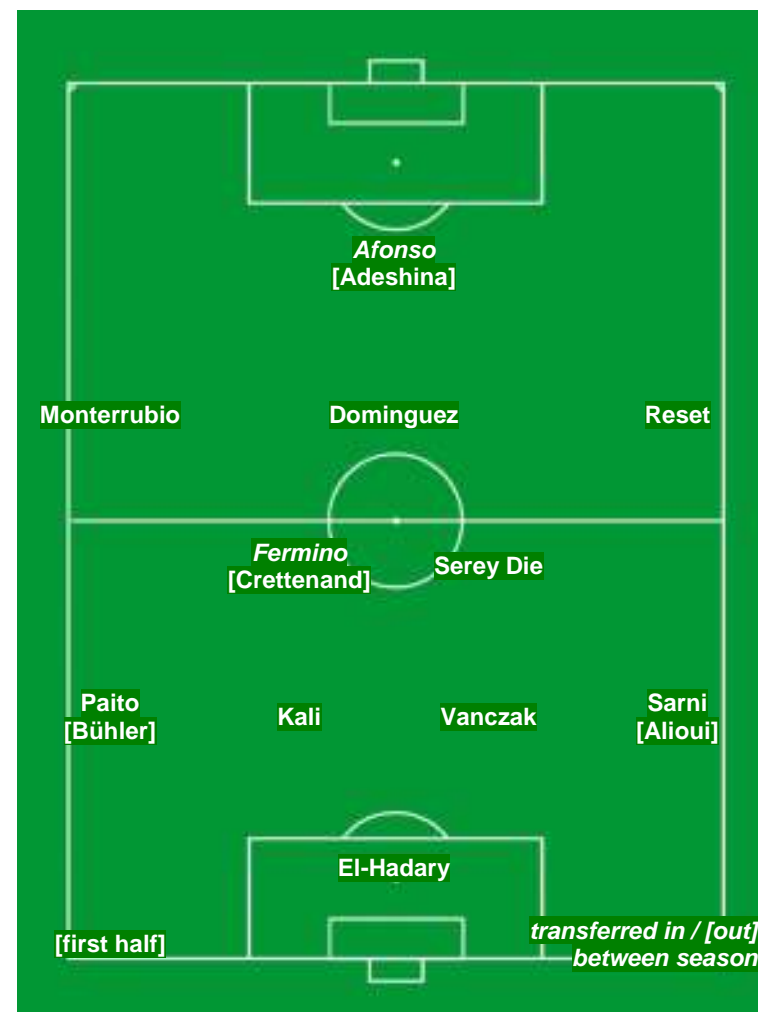 Afonso
[Adeshina]
Monterrubio Dominguez Reset
Fermino
[Crettenand]
Serey Die
Paito
[Bühler]
Kali
Vanczak
Sarni
[Alioui]
El-Hadary
[first half]
transferred in / [out]
between season